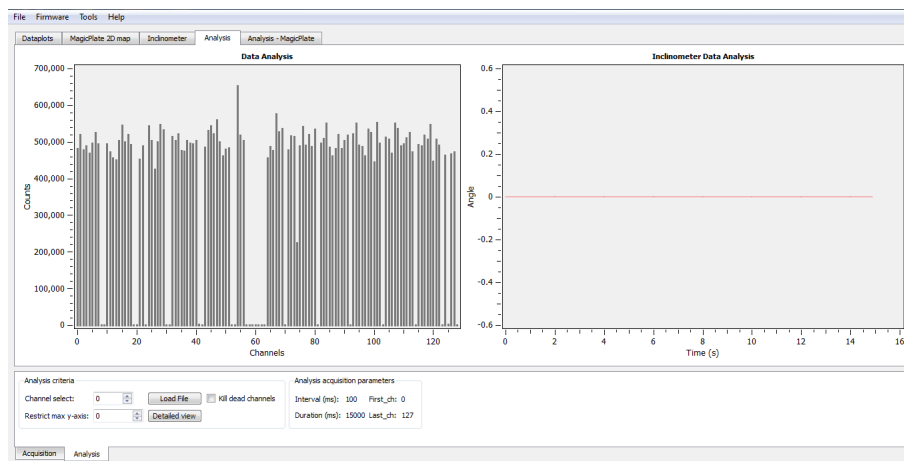 File Firmware Tools Help
Dataplots MagicPlate 2D map Inclinometer Analysis Analysis - MagicPlate
Data Analysis
700,000
600,000
500,000
400,000
300,000
200,000
100,000
0
Counts
0 20 40 60 80 100 120
Channels
Inclinometer Data Analysis
0.6
0.4
0.2
0
-0.2
-0.4
-0.6
Angle
0 2 4 6 8 10 12 14 16
Time (s)
Analysis criteria
Channel select: 0 Load File Kill dead channels
Restrict max y-axis: 0 Detailed view
Analysis acquisition parameters
Interval (ms): 100 First_ch: 0
Duration (ms): 15000 Last_ch: 127
Acquisition Analysis